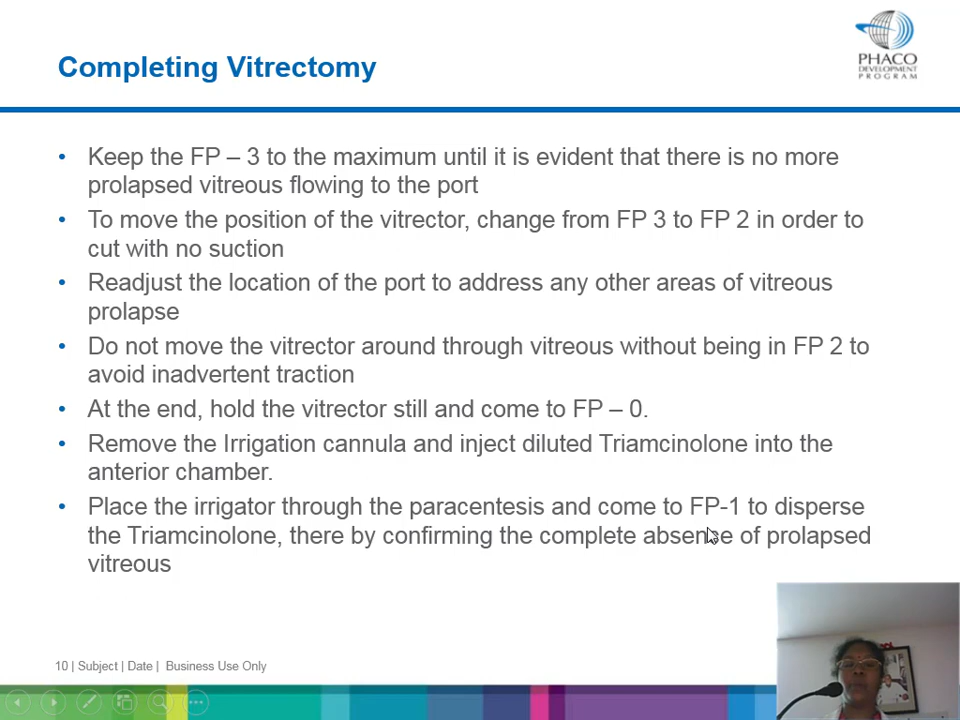 PHACO
DEVELOPMENT
PROGRAM
Completing Vitrectomy
• Keep the FP – 3 to the maximum until it is evident that there is no more
prolapsed vitreous flowing to the port
• To move the position of the vitrector, change from FP 3 to FP 2 in order to
cut with no suction
• Readjust the location of the port to address any other areas of vitreous
prolapse
• Do not move the vitrector around through vitreous without being in FP 2 to
avoid inadvertent traction
• At the end, hold the vitrector still and come to FP – 0.
• Remove the Irrigation cannula and inject diluted Triamcinolone into the
anterior chamber.
• Place the irrigator through the paracentesis and come to FP-1 to disperse
the Triamcinolone, there by confirming the complete absense of prolapsed
vitreous
10 | Subject | Date | Business Use Only